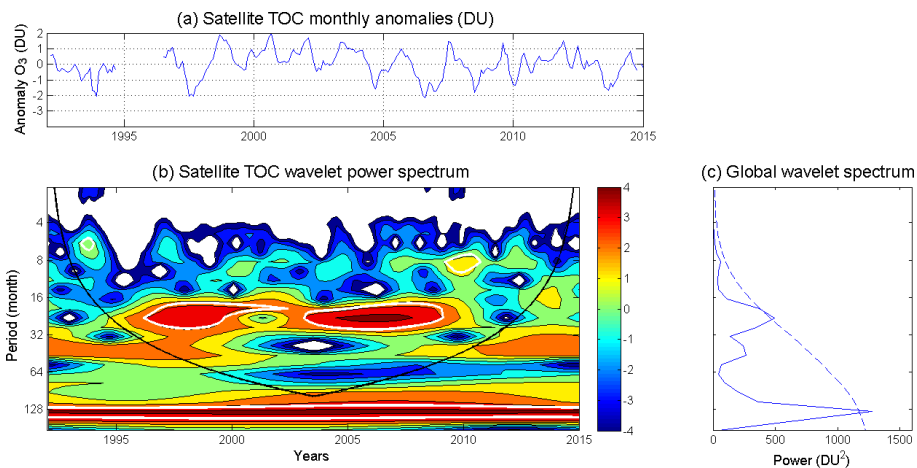 (a) Satellite TOC monthly anomalies (DU)
Anomaly O3 (DU)
2
1
0
-1
-2
-3
1995 2000 2005 2010 2015
(b) Satellite TOC wavelet power spectrum
Period (month)
4
8
16
32
64
128
1995 2000 2005 2010 2015
Years
4
3
2
1
0
-1
-2
-3
-4
(c) Global wavelet spectrum
0 500 1000 1500
Power (DU²)